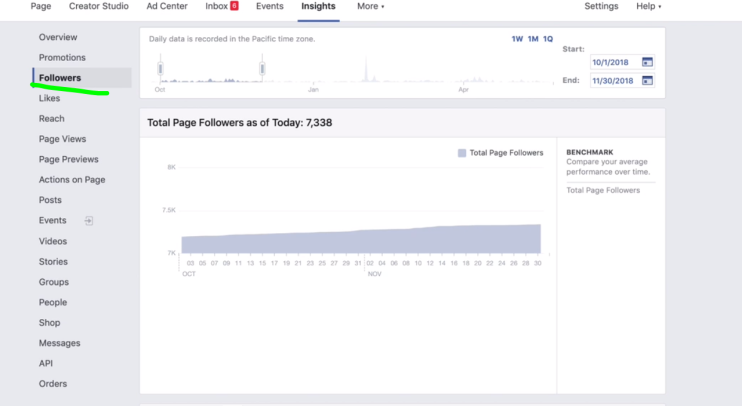 Page Creator Studio Ad Center Inbox 6 Events Insights More Settings Help
Overview
Promotions
Followers
Likes
Reach
Page Views
Page Previews
Actions on Page
Posts
Events
Videos
Stories
Groups
People
Shop
Messages
API
Orders
Daily data is recorded in the Pacific time zone.
1W 1M 1Q
Oct Jan Apr
Start:
10/1/2018
End:
11/30/2018
Total Page Followers as of Today: 7,338
Total Page Followers
8K
7.5K
7K
03 05 07 09 11 13 15 17 19 21 23 25 27 29 31 02 04 06 08 10 12 14 16 18 20 22 24 26 28 30
OCT NOV
BENCHMARK
Compare your average
performance over time.
Total Page Followers